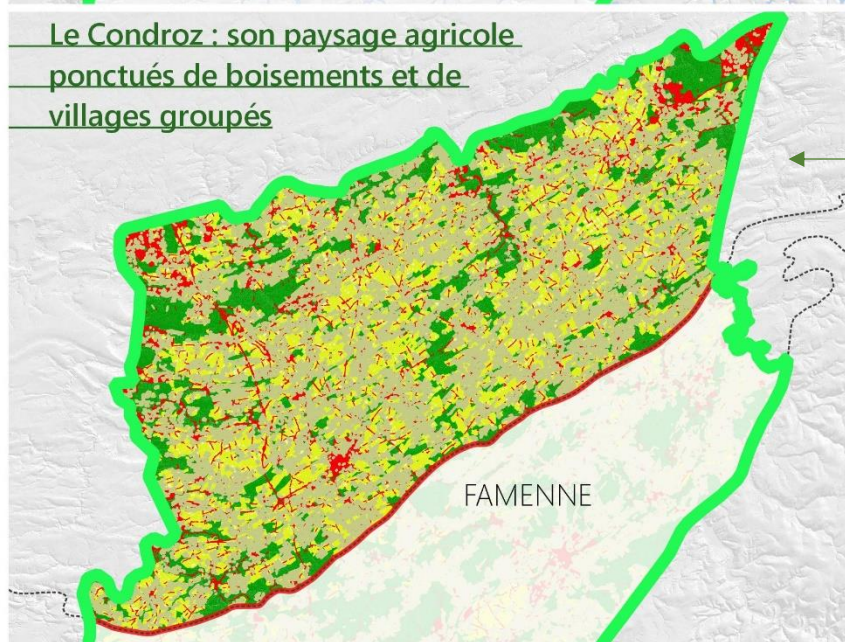 Le Condroz : son paysage agricole
ponctués de boisements et de
villages groupés
FAMENNE